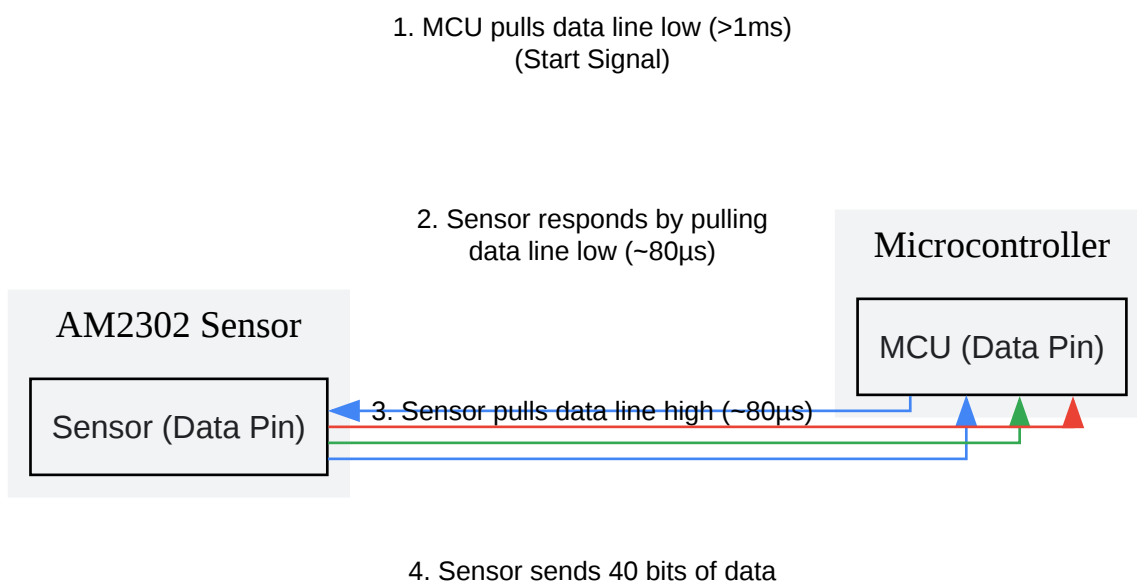 1. MCU pulls data line low (>1ms)
(Start Signal)
2. Sensor responds by pulling
data line low (~80µs)
Microcontroller
MCU (Data Pin)
AM2302 Sensor
Sensor (Data Pin)
3. Sensor pulls data line high (~80µs)
4. Sensor sends 40 bits of data